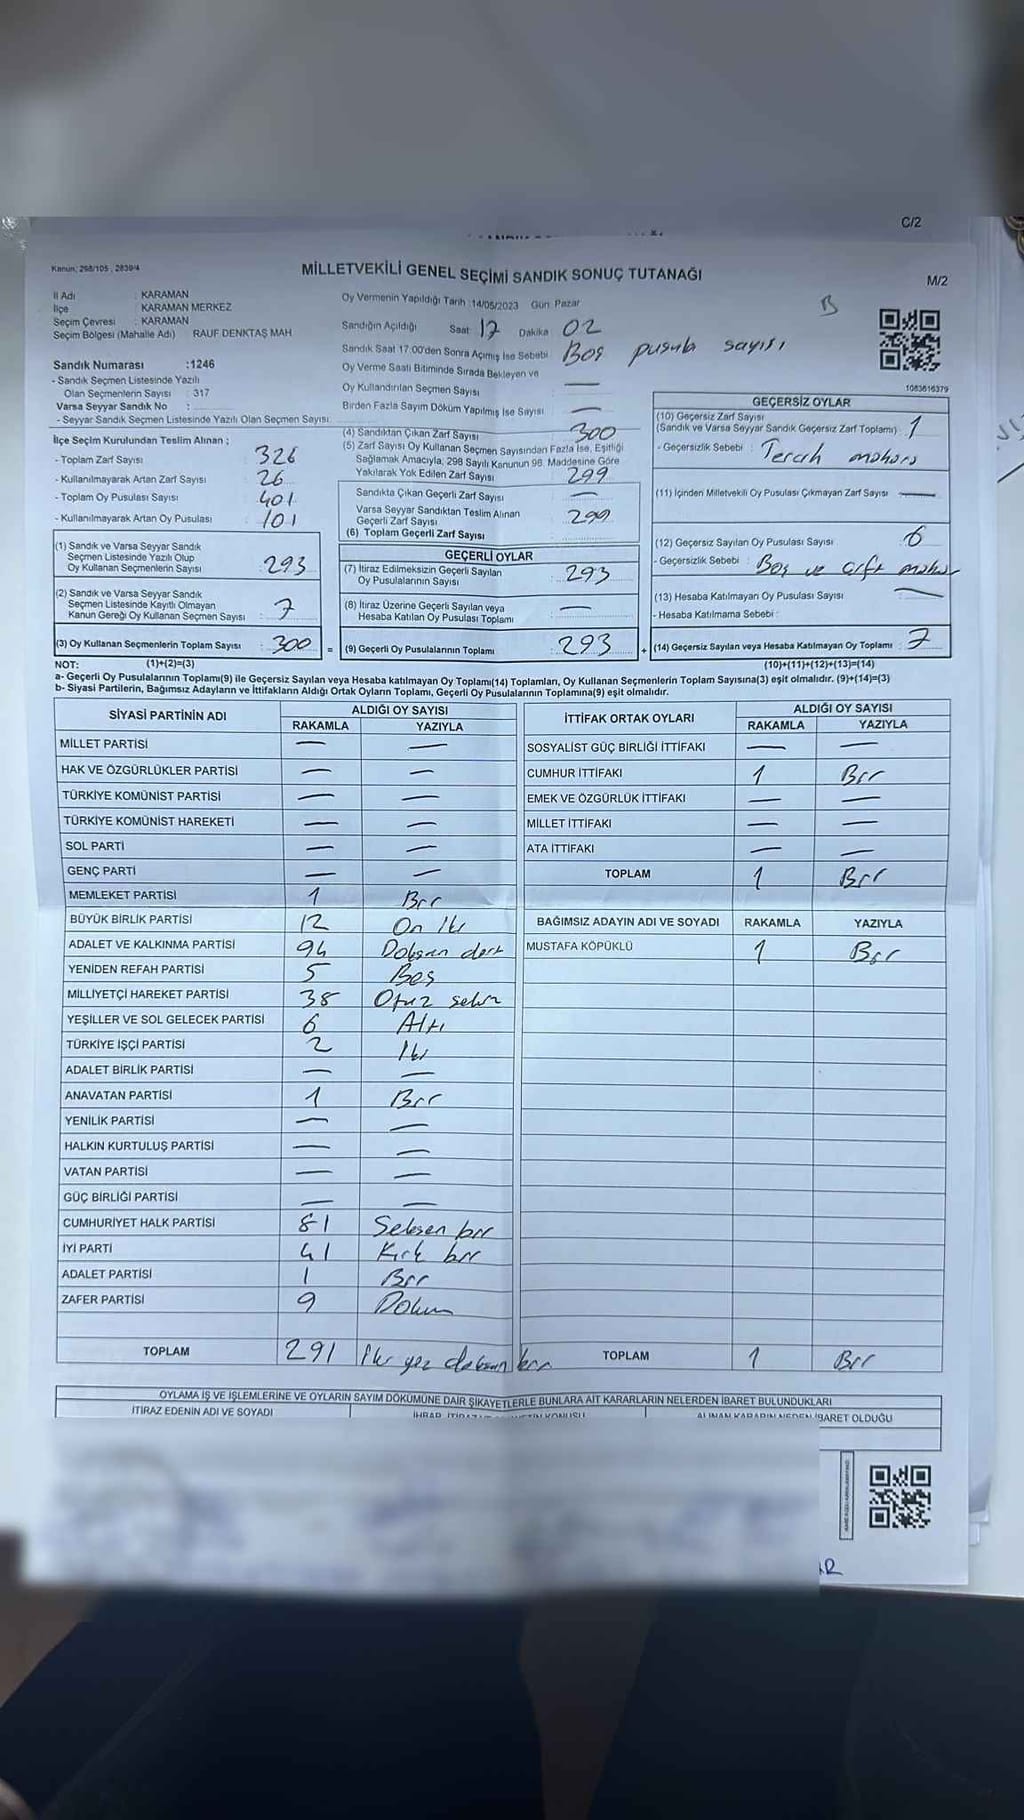 C/2
Kanun; 298/105 , 2839/4
MİLLETVEKİLİ GENEL SEÇİMİ SANDIK SONUÇ TUTANAĞI
M/2
İl Adı : KARAMAN
İlçe : KARAMAN MERKEZ
Seçim Çevresi : KARAMAN
Seçim Bölgesi (Mahalle Adı) RAUF DENKTAŞ MAH
Sandık Numarası :1246
- Sandık Seçmen Listesinde Yazılı
Olan Seçmenlerin Sayısı : 317
Varsa Seyyar Sandık No :
- Seyyar Sandık Seçmen Listesinde Yazılı Olan Seçmen Sayısı
Oy Vermenin Yapıldığı Tarih :14/05/2023 Gün: Pazar
Sandığın Açıldığı Saat 17 Dakika 02
Sandık Saat 17:00'den Sonra Açımış İse Sebebi Boş pusula sayısı
Oy Verme Saati Bitiminde Sırada Bekleyen ve
Oy Kullandırılan Seçmen Sayısı —
Birden Fazla Sayım Döküm Yapılmış İse Sayısı —
B
1083616379
İlçe Seçim Kurulundan Teslim Alınan ;
- Toplam Zarf Sayısı 326
- Kullanılmayarak Artan Zarf Sayısı 26
- Toplam Oy Pusulası Sayısı 401
- Kullanılmayarak Artan Oy Pusulası 101
(1) Sandık ve Varsa Seyyar Sandık
Seçmen Listesinde Yazılı Olup
Oy Kullanan Seçmenlerin Sayısı : 293
(2) Sandık ve Varsa Seyyar Sandık
Seçmen Listesinde Kayıtlı Olmayan
Kanun Gereği Oy Kullanan Seçmen Sayısı : 7
(3) Oy Kullanan Seçmenlerin Toplam Sayısı : 300 =
(4) Sandıktan Çıkan Zarf Sayısı 300
(5) Zarf Sayısı Oy Kullanan Seçmen Sayısından Fazla İse, Eşitliği
Sağlamak Amacıyla; 298 Sayılı Kanunun 98. Maddesine Göre
Yakılarak Yok Edilen Zarf Sayısı 299
Sandıkta Çıkan Geçerli Zarf Sayısı —
Varsa Seyyar Sandıktan Teslim Alınan
Geçerli Zarf Sayısı 299
(6) Toplam Geçerli Zarf Sayısı
GEÇERLİ OYLAR
(7) İtiraz Edilmeksizin Geçerli Sayılan
Oy Pusulalarının Sayısı 293
(8) İtiraz Üzerine Geçerli Sayılan veya
Hesaba Katılan Oy Pusulası Toplamı —
(9) Geçerli Oy Pusulalarının Toplamı 293 +
GEÇERSİZ OYLAR
(10) Geçersiz Zarf Sayısı
(Sandık ve Varsa Seyyar Sandık Geçersiz Zarf Toplamı) 1
- Geçersizlik Sebebi : Tercih mührü
(11) İçinden Milletvekili Oy Pusulası Çıkmayan Zarf Sayısı —
(12) Geçersiz Sayılan Oy Pusulası Sayısı 6
- Geçersizlik Sebebi : Boş ve çift mühür
(13) Hesaba Katılmayan Oy Pusulası Sayısı —
- Hesaba Katılmama Sebebi :
(14) Geçersiz Sayılan veya Hesaba Katılmayan Oy Toplamı 7
NOT: (1)+(2)=(3) (10)+(11)+(12)+(13)=(14)
a- Geçerli Oy Pusulalarının Toplamı(9) ile Geçersiz Sayılan veya Hesaba katılmayan Oy Toplamı(14) Toplamları, Oy Kullanan Seçmenlerin Toplam Sayısına(3) eşit olmalıdır. (9)+(14)=(3)
b- Siyasi Partilerin, Bağımsız Adayların ve İttifakların Aldığı Ortak Oyların Toplamı, Geçerli Oy Pusulalarının Toplamına(9) eşit olmalıdır.
SİYASİ PARTİNİN ADI ALDIĞI OY SAYISI
RAKAMLA YAZIYLA
MİLLET PARTİSİ — —
HAK VE ÖZGÜRLÜKLER PARTİSİ — —
TÜRKİYE KOMÜNİST PARTİSİ — —
TÜRKİYE KOMÜNİST HAREKETİ — —
SOL PARTİ — —
GENÇ PARTİ — —
MEMLEKET PARTİSİ 1 Bir
BÜYÜK BİRLİK PARTİSİ 12 On iki
ADALET VE KALKINMA PARTİSİ 94 Doksan dört
YENİDEN REFAH PARTİSİ 5 Beş
MİLLİYETÇİ HAREKET PARTİSİ 38 Otuz sekiz
YEŞİLLER VE SOL GELECEK PARTİSİ 6 Altı
TÜRKİYE İŞÇİ PARTİSİ 2 İki
ADALET BİRLİK PARTİSİ — —
ANAVATAN PARTİSİ 1 Bir
YENİLİK PARTİSİ — —
HALKIN KURTULUŞ PARTİSİ — —
VATAN PARTİSİ — —
GÜÇ BİRLİĞİ PARTİSİ — —
CUMHURİYET HALK PARTİSİ 81 Seksen bir
İYİ PARTİ 41 Kırk bir
ADALET PARTİSİ 1 Bir
ZAFER PARTİSİ 9 Dokuz
TOPLAM 291 İki yüz doksan bir
İTTİFAK ORTAK OYLARI ALDIĞI OY SAYISI
RAKAMLA YAZIYLA
SOSYALİST GÜÇ BİRLİĞİ İTTİFAKI — —
CUMHUR İTTİFAKI 1 Bir
EMEK VE ÖZGÜRLÜK İTTİFAKI — —
MİLLET İTTİFAKI — —
ATA İTTİFAKI — —
TOPLAM 1 Bir
BAĞIMSIZ ADAYIN ADI VE SOYADI RAKAMLA YAZIYLA
MUSTAFA KÖPÜKLÜ 1 Bir
TOPLAM 1 Bir
OYLAMA İŞ VE İŞLEMLERİNE VE OYLARIN SAYIM DÖKÜMÜNE DAİR ŞİKAYETLERLE BUNLARA AİT KARARLARIN NELERDEN İBARET BULUNDUKLARI
İTİRAZ EDENİN ADI VE SOYADI
ALINAN KARARIN NEDEN İBARET OLDUĞU